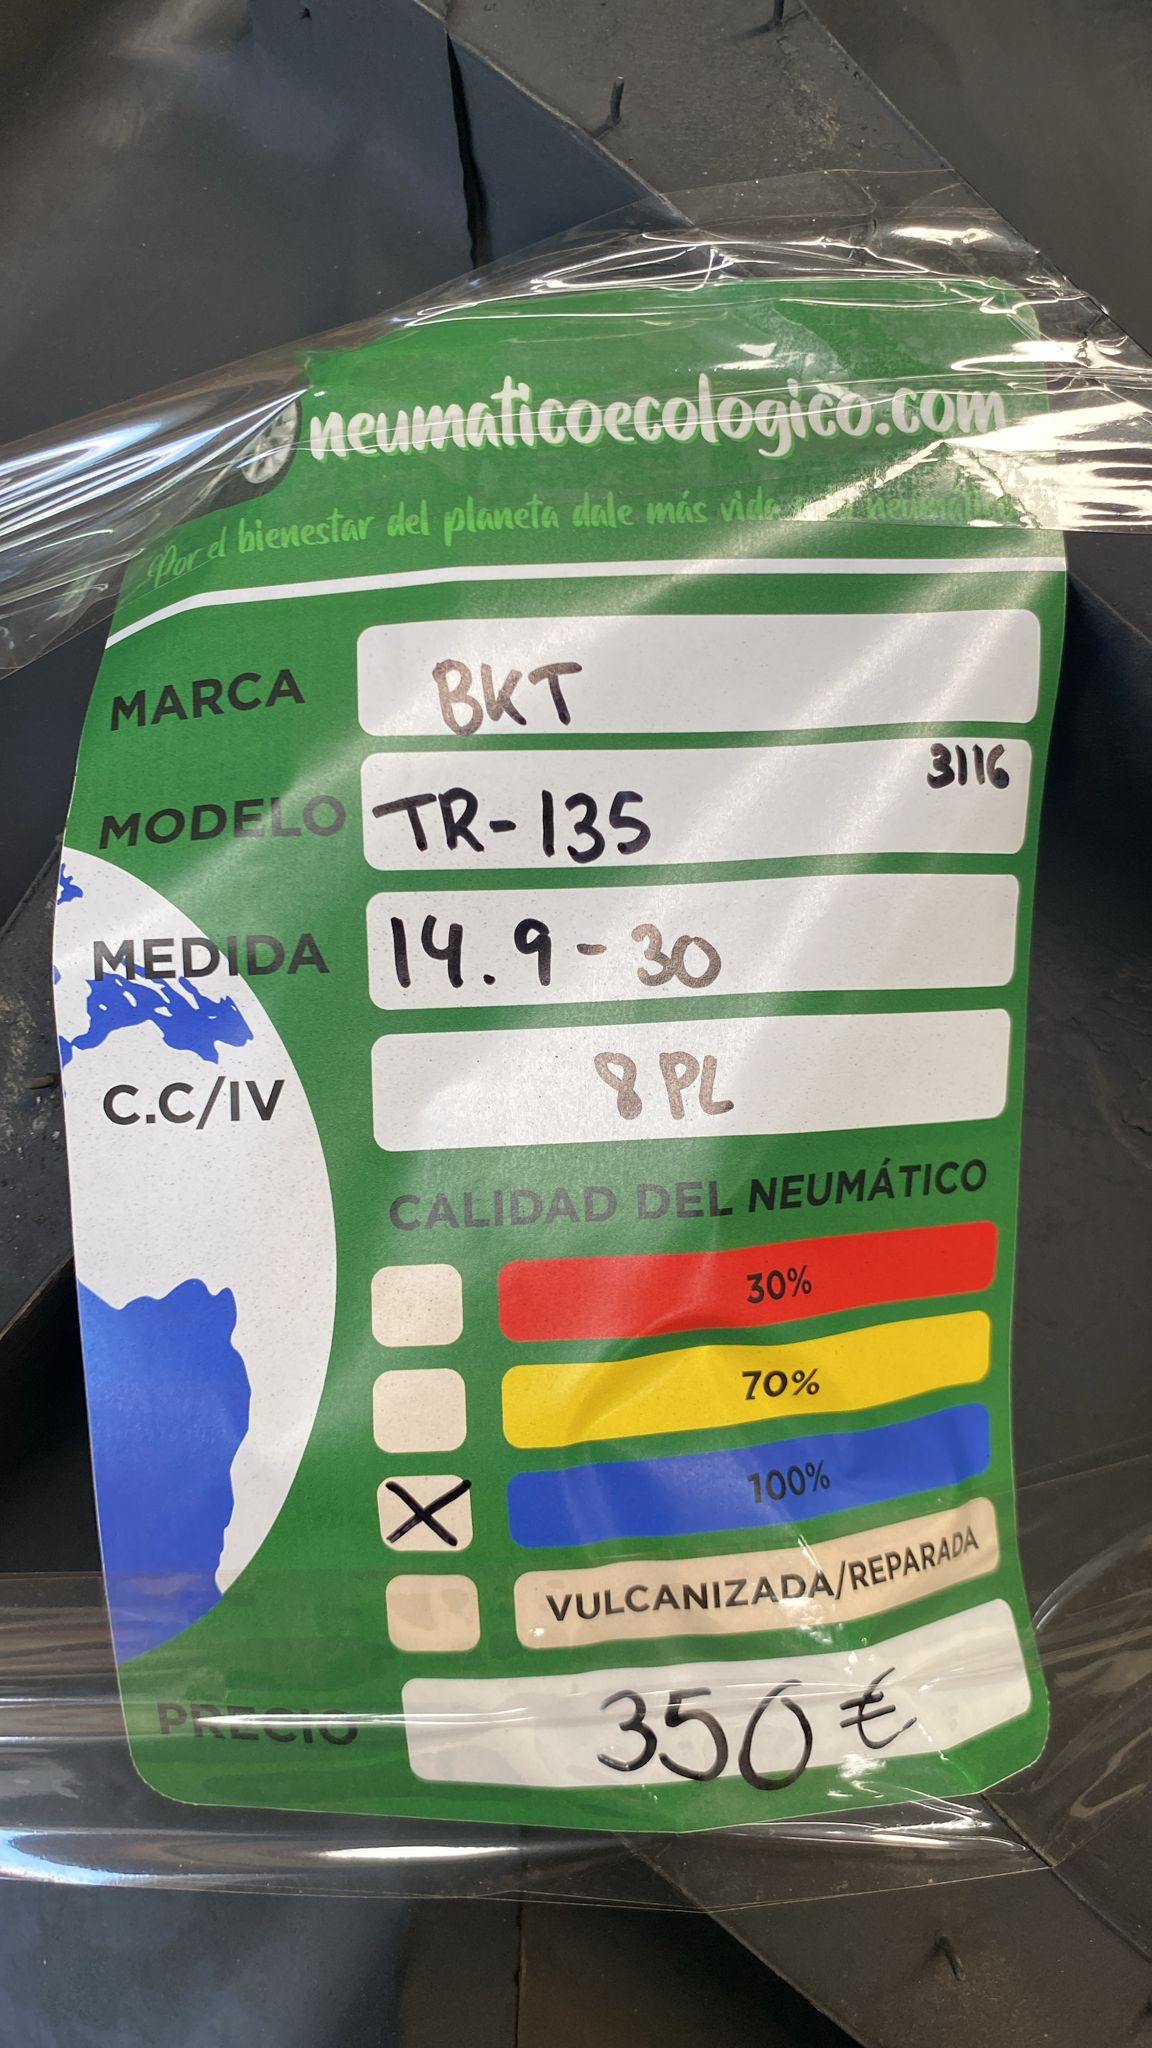 neumaticoecologico.com
Por el bienestar del planeta dale más vida neumático
MARCA BKT
3116
MODELO TR-135
MEDIDA 14.9-30
C.C/IV 8 PL
CALIDAD DEL NEUMÁTICO
30%
70%
X 100%
VULCANIZADA/REPARADA
PRECIO 350 €